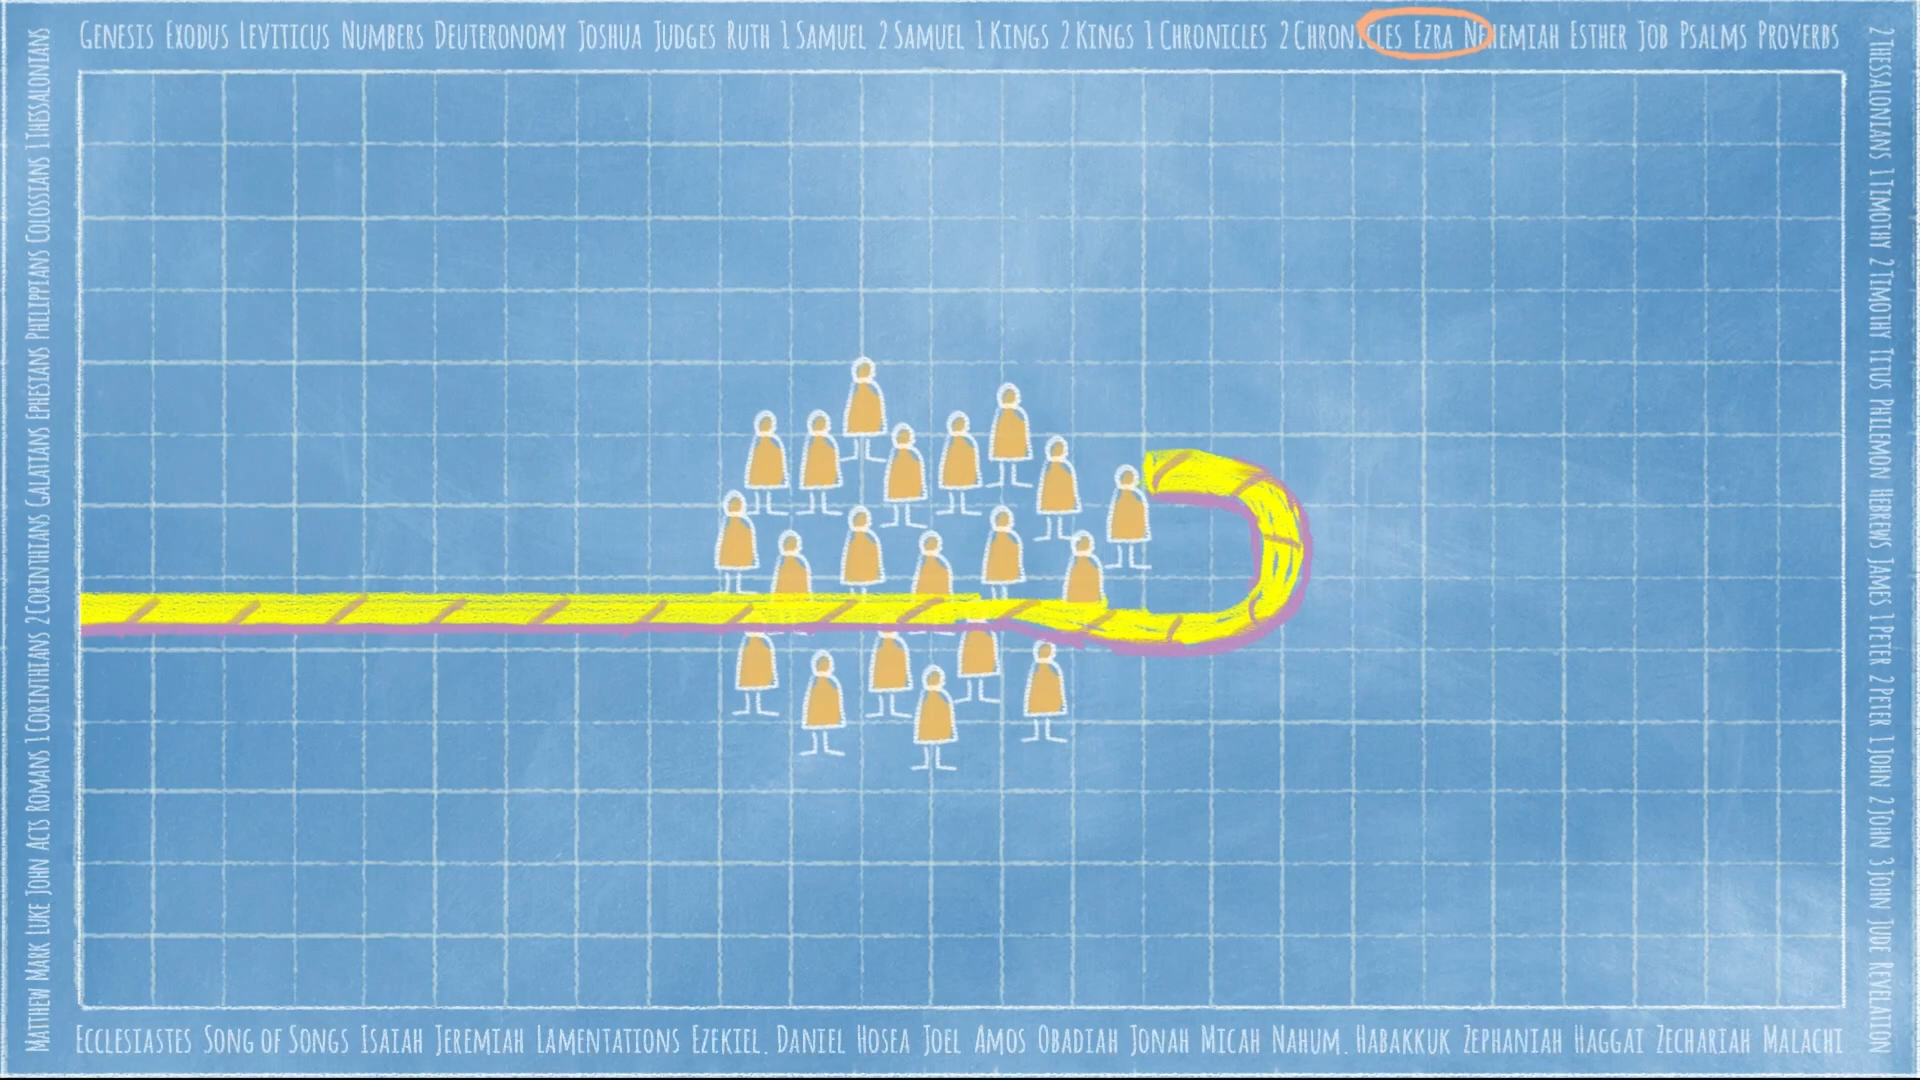 Genesis Exodus Leviticus Numbers Deuteronomy Joshua Judges Ruth 1 Samuel 2 Samuel 1 Kings 2 Kings 1 Chronicles 2 Chronicles Ezra Nehemiah Esther Job Psalms Proverbs
Ecclesiastes Song of Songs Isaiah Jeremiah Lamentations Ezekiel. Daniel Hosea Joel Amos Obadiah Jonah Micah Nahum. Habakkuk Zephaniah Haggai Zechariah Malachi
Matthew Mark Luke John Acts Romans 1 Corinthians 2 Corinthians Galatians Ephesians Philippians Colossians 1 Thessalonians
2 Thessalonians 1 Timothy 2 Timothy Titus Philemon Hebrews James 1 Peter 2 Peter 1 John 2 John 3 John Jude Revelation